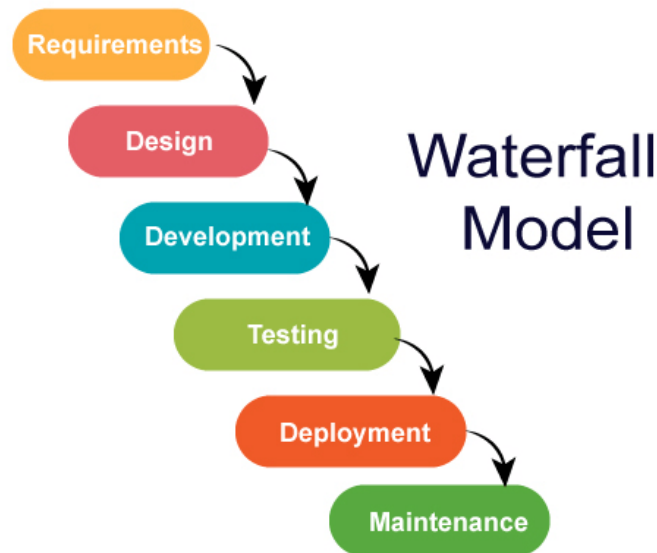 Requirements
Design
Waterfall
Model
Development
Testing
Deployment
Maintenance